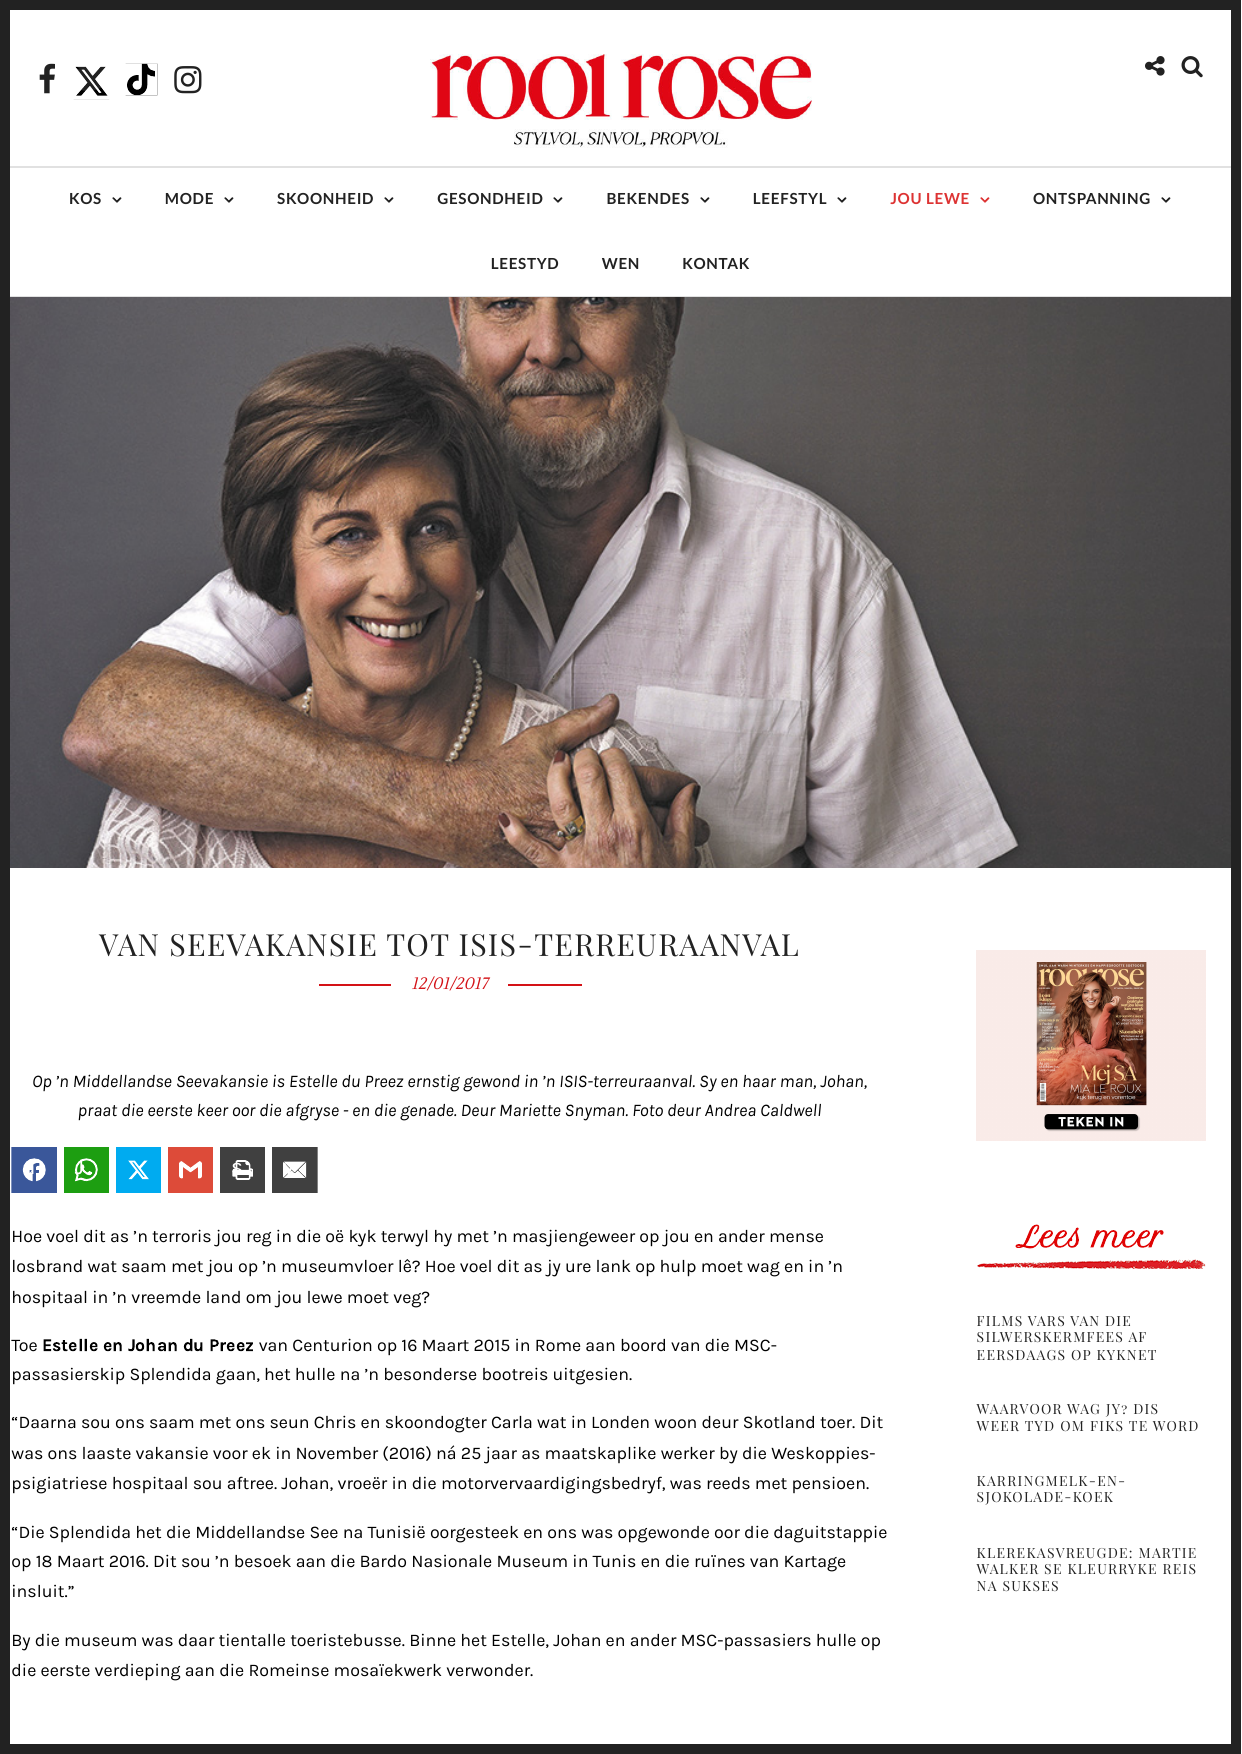 rooi rose
STYLVOL, SINVOL, PROPVOL.
KOS MODE SKOONHEID GESONDHEID BEKENDES LEEFSTYL JOU LEWE ONTSPANNING
LEESTYD WEN KONTAK
VAN SEEVAKANSIE TOT ISIS-TERREURAANVAL
12/01/2017
Op ’n Middellandse Seevakansie is Estelle du Preez ernstig gewond in ’n ISIS-terreuraanval. Sy en haar man, Johan,
praat die eerste keer oor die afgryse - en die genade. Deur Mariette Snyman. Foto deur Andrea Caldwell
Hoe voel dit as ’n terroris jou reg in die oë kyk terwyl hy met ’n masjiengeweer op jou en ander mense
losbrand wat saam met jou op ’n museumvloer lê? Hoe voel dit as jy ure lank op hulp moet wag en in ’n
hospitaal in ’n vreemde land om jou lewe moet veg?
Toe Estelle en Johan du Preez van Centurion op 16 Maart 2015 in Rome aan boord van die MSC-
passasierskip Splendida gaan, het hulle na ’n besonderse bootreis uitgesien.
“Daarna sou ons saam met ons seun Chris en skoondogter Carla wat in Londen woon deur Skotland toer. Dit
was ons laaste vakansie voor ek in November (2016) ná 25 jaar as maatskaplike werker by die Weskoppies-
psigiatriese hospitaal sou aftree. Johan, vroeër in die motorvervaardigingsbedryf, was reeds met pensioen.
“Die Splendida het die Middellandse See na Tunisië oorgesteek en ons was opgewonde oor die daguitstappie
op 18 Maart 2016. Dit sou ’n besoek aan die Bardo Nasionale Museum in Tunis en die ruïnes van Kartage
insluit.”
By die museum was daar tientalle toeristebusse. Binne het Estelle, Johan en ander MSC-passasiers hulle op
die eerste verdieping aan die Romeinse mosaïekwerk verwonder.
rooi rose
Mej SA
MIA LE ROUX
kyk terug en vorentoe
TEKEN IN
Lees meer
FILMS VARS VAN DIE
SILWERSKERMFEES AF
EERSDAAGS OP KYKNET
WAARVOOR WAG JY? DIS
WEER TYD OM FIKS TE WORD
KARRINGMELK-EN-
SJOKOLADE-KOEK
KLEREKASVREUGDE: MARTIE
WALKER SE KLEURRYKE REIS
NA SUKSES